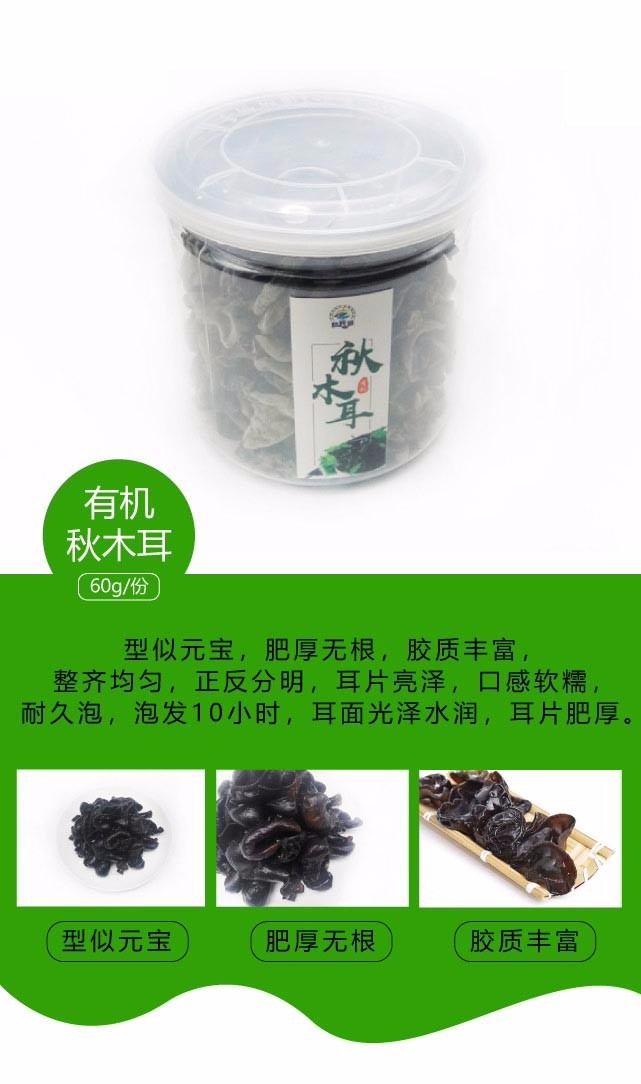 秋木耳
有机
秋木耳
60g/份
型似元宝，肥厚无根，胶质丰富，
整齐均匀，正反分明，耳片亮泽，口感软糯，
耐久泡，泡发10小时，耳面光泽水润，耳片肥厚。
型似元宝
肥厚无根
胶质丰富